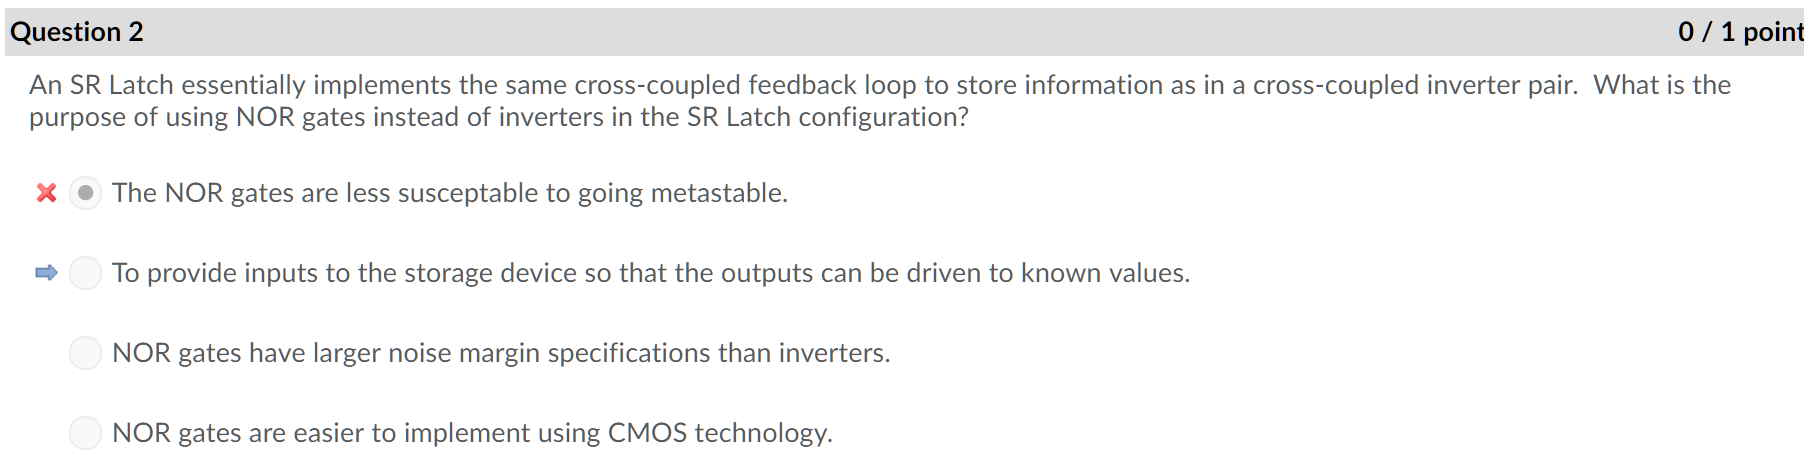 Question 2
0 / 1 point
An SR Latch essentially implements the same cross-coupled feedback loop to store information as in a cross-coupled inverter pair.  What is the
purpose of using NOR gates instead of inverters in the SR Latch configuration?
The NOR gates are less susceptable to going metastable.
To provide inputs to the storage device so that the outputs can be driven to known values.
NOR gates have larger noise margin specifications than inverters.
NOR gates are easier to implement using CMOS technology.